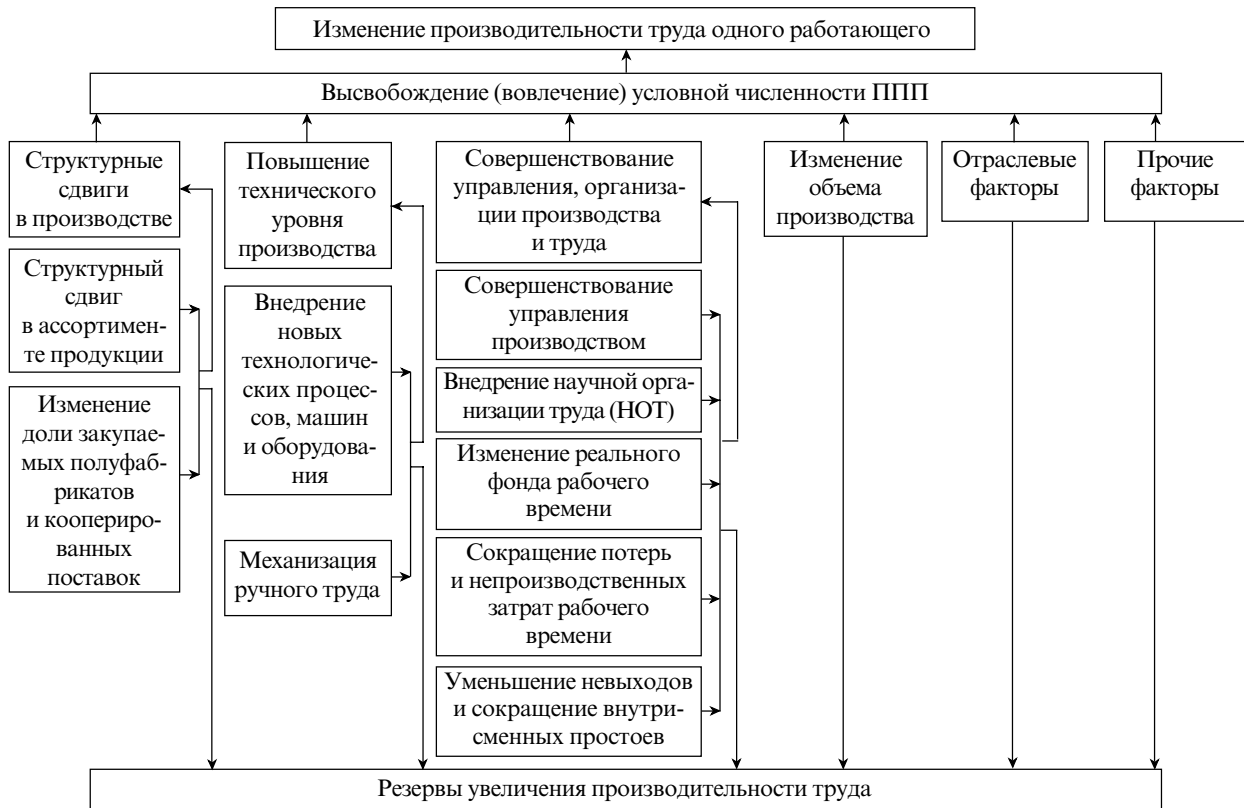 Изменение производительности труда одного работающего
Высвобождение (вовлечение) условной численности ППП
Структурные
сдвиги
в производстве
Структурный
сдвиг
в ассортимен-
те продукции
Изменение
доли закупае-
мых полуфаб-
рикатов
и коопериро-
ванных
поставок
Повышение
технического
уровня
производства
Внедрение
новых
технологиче-
ских процес-
сов, машин
и оборудова-
ния
Механизация
ручного труда
Совершенствование
управления, организа-
ции производства
и труда
Совершенствование
управления
производством
Внедрение научной орга-
низации труда (НОТ)
Изменение реального
фонда рабочего
времени
Сокращение потерь
и непроизводственных
затрат рабочего
времени
Уменьшение невыходов
и сокращение внутри-
сменных простоев
Изменение
объема
производства
Отраслевые
факторы
Прочие
факторы
Резервы увеличения производительности труда